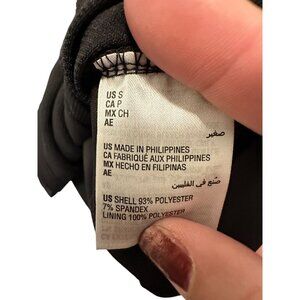 US S
CA P
MX CH
AE
صغير
US MADE IN PHILIPPINES
CA FABRIQUÉ AUX PHILIPPINES
MX HECHO EN FILIPINAS
AE
صنع في الفلبين
US SHELL 93% POLYESTER
7% SPANDEX
LINING 100% POLYESTER